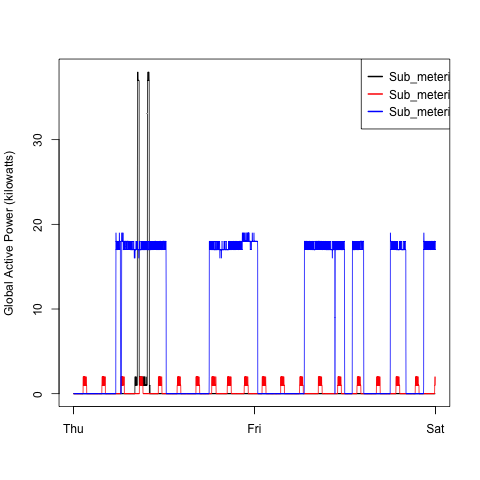 Sub_meteri
Sub_meteri
Sub_meteri
Global Active Power (kilowatts)
30
20
10
0
Thu Fri Sat